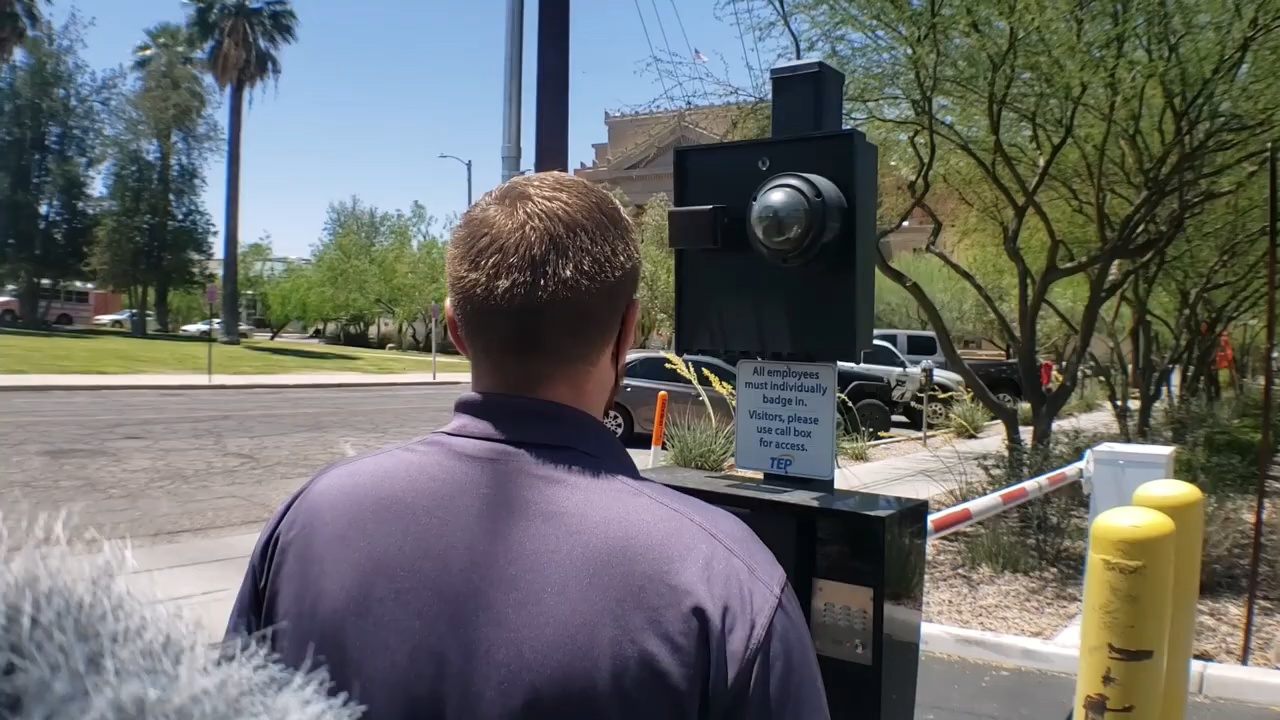 All employees
must individually
badge in.
Visitors, please
use call box
for access.
TEP